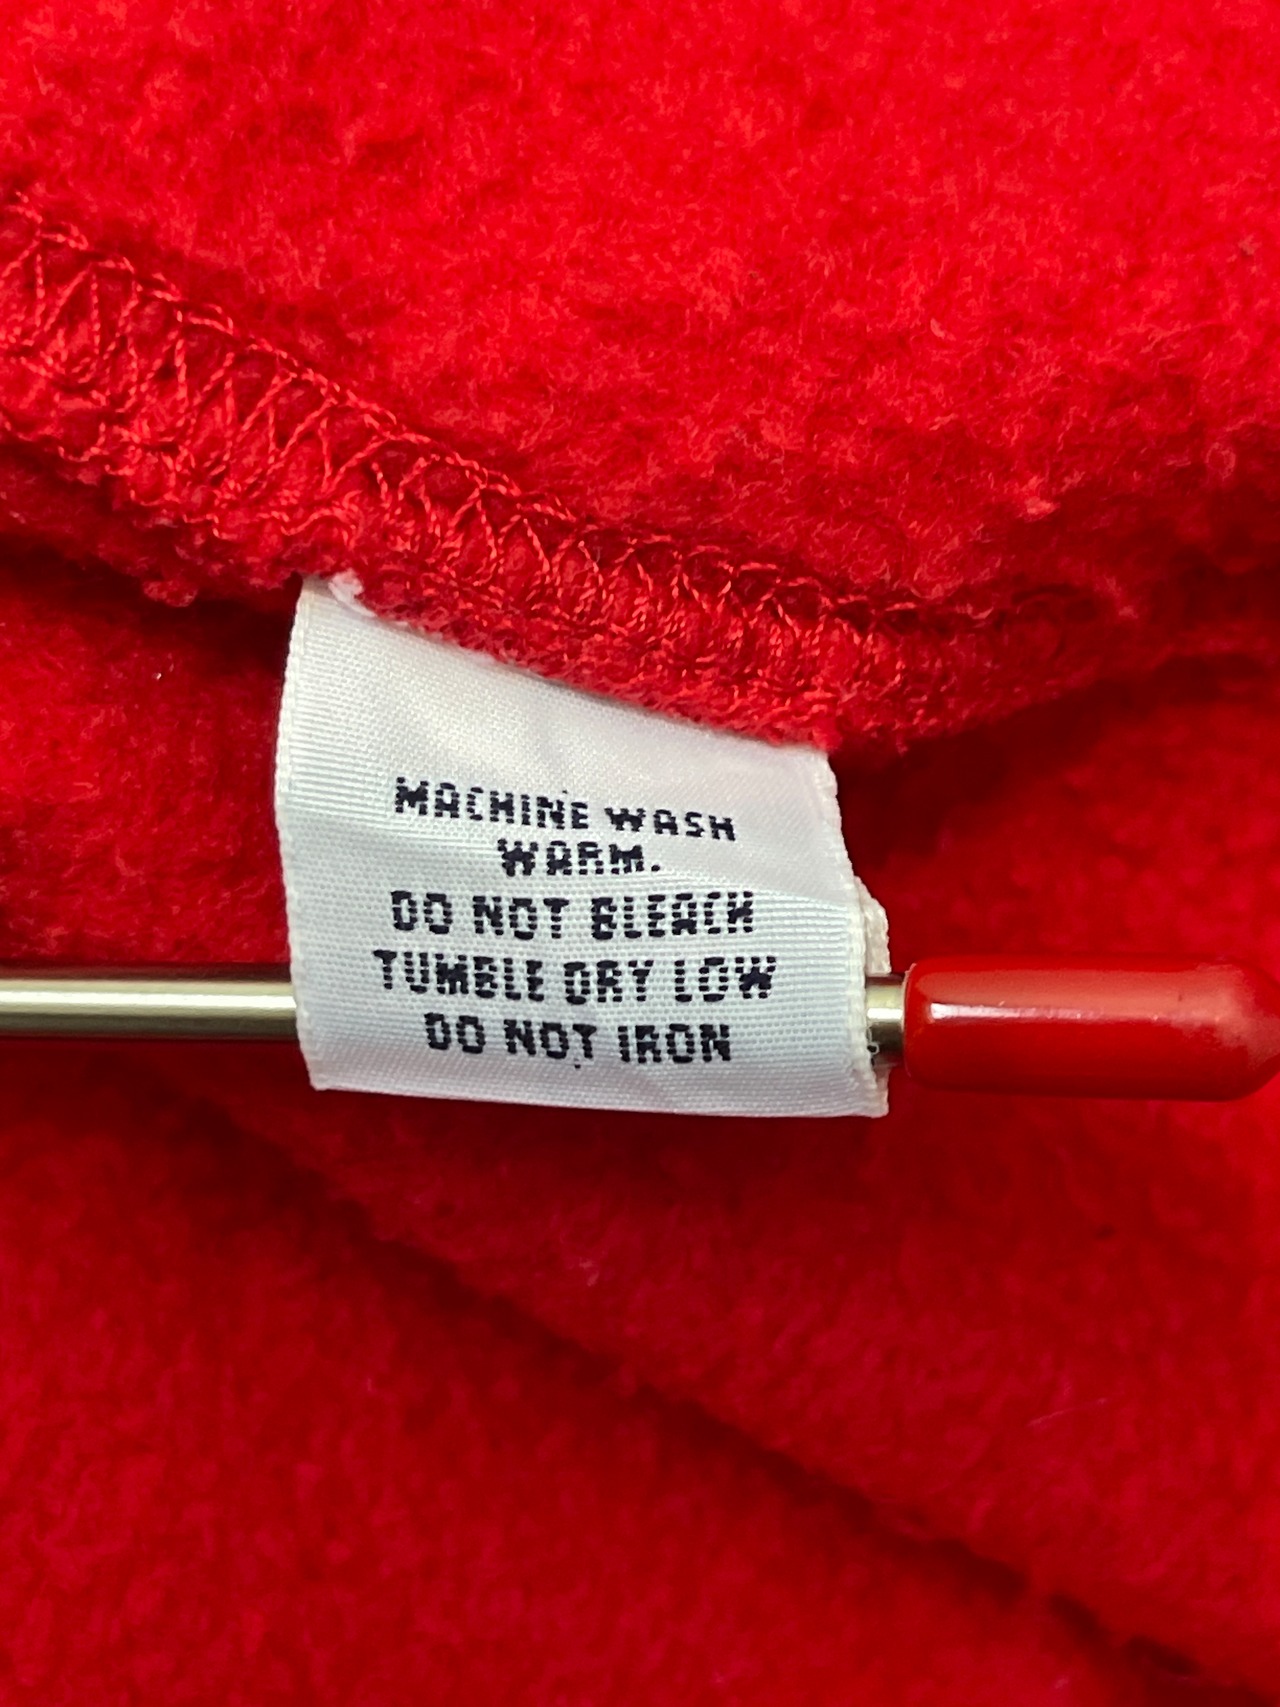 MACHINE WASH
WARM.
DO NOT BLEACH
TUMBLE DRY LOW
DO NOT IRON